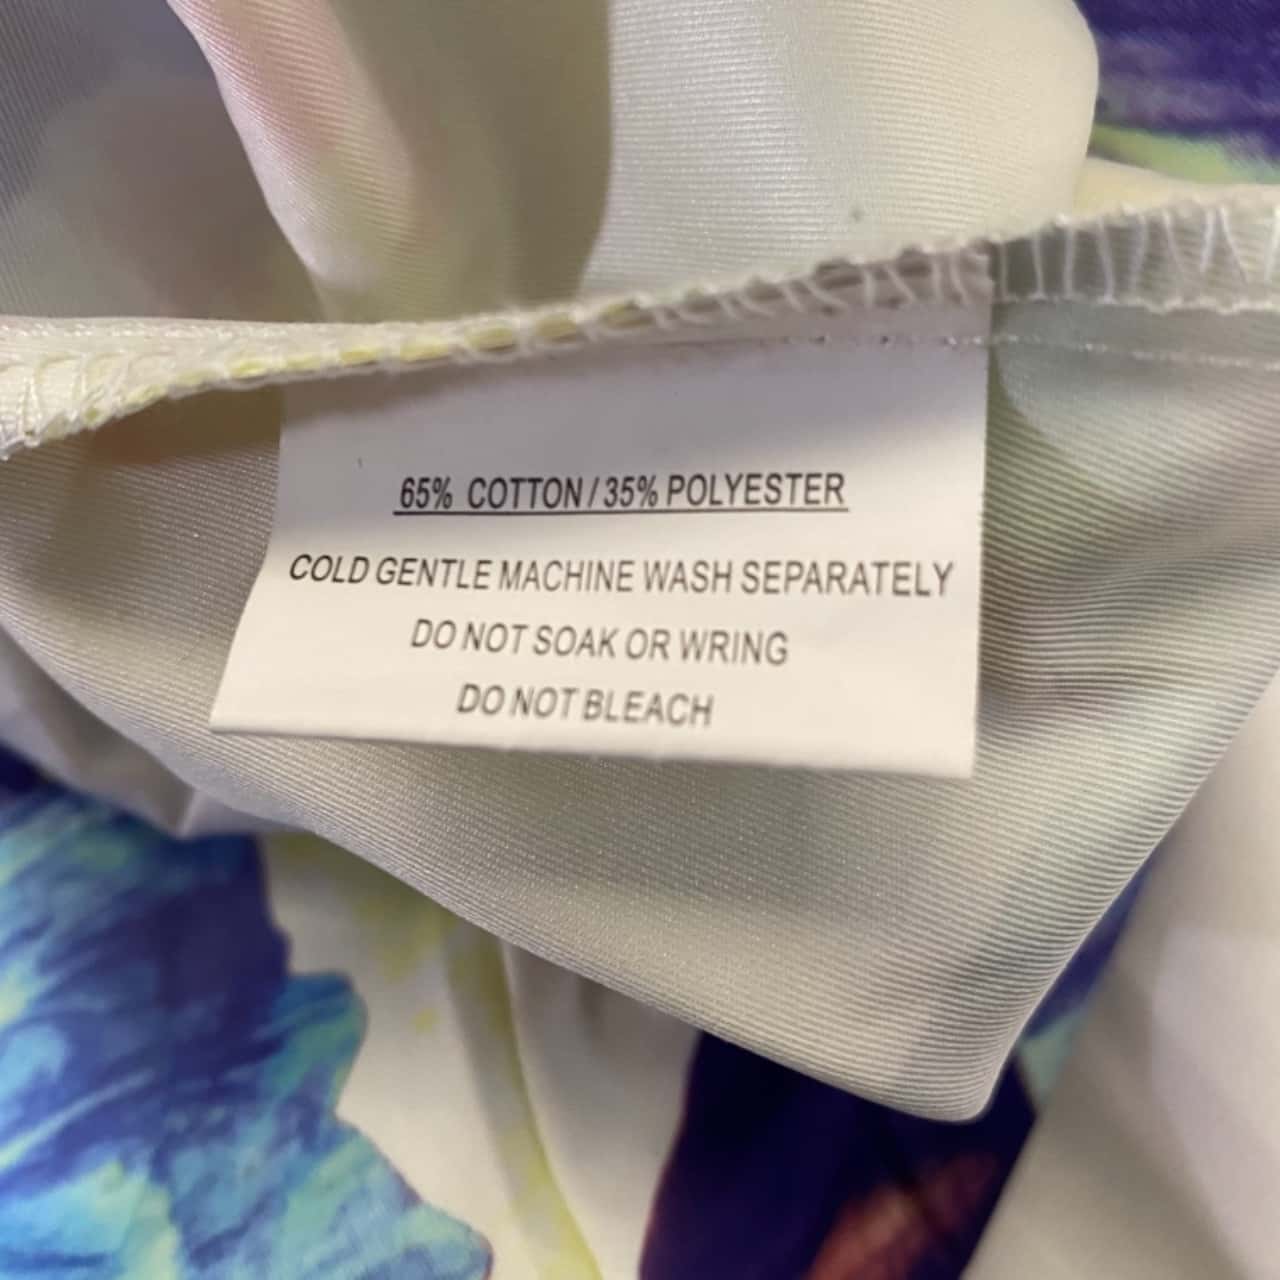 65% COTTON / 35% POLYESTER
COLD GENTLE MACHINE WASH SEPARATELY
DO NOT SOAK OR WRING
DO NOT BLEACH